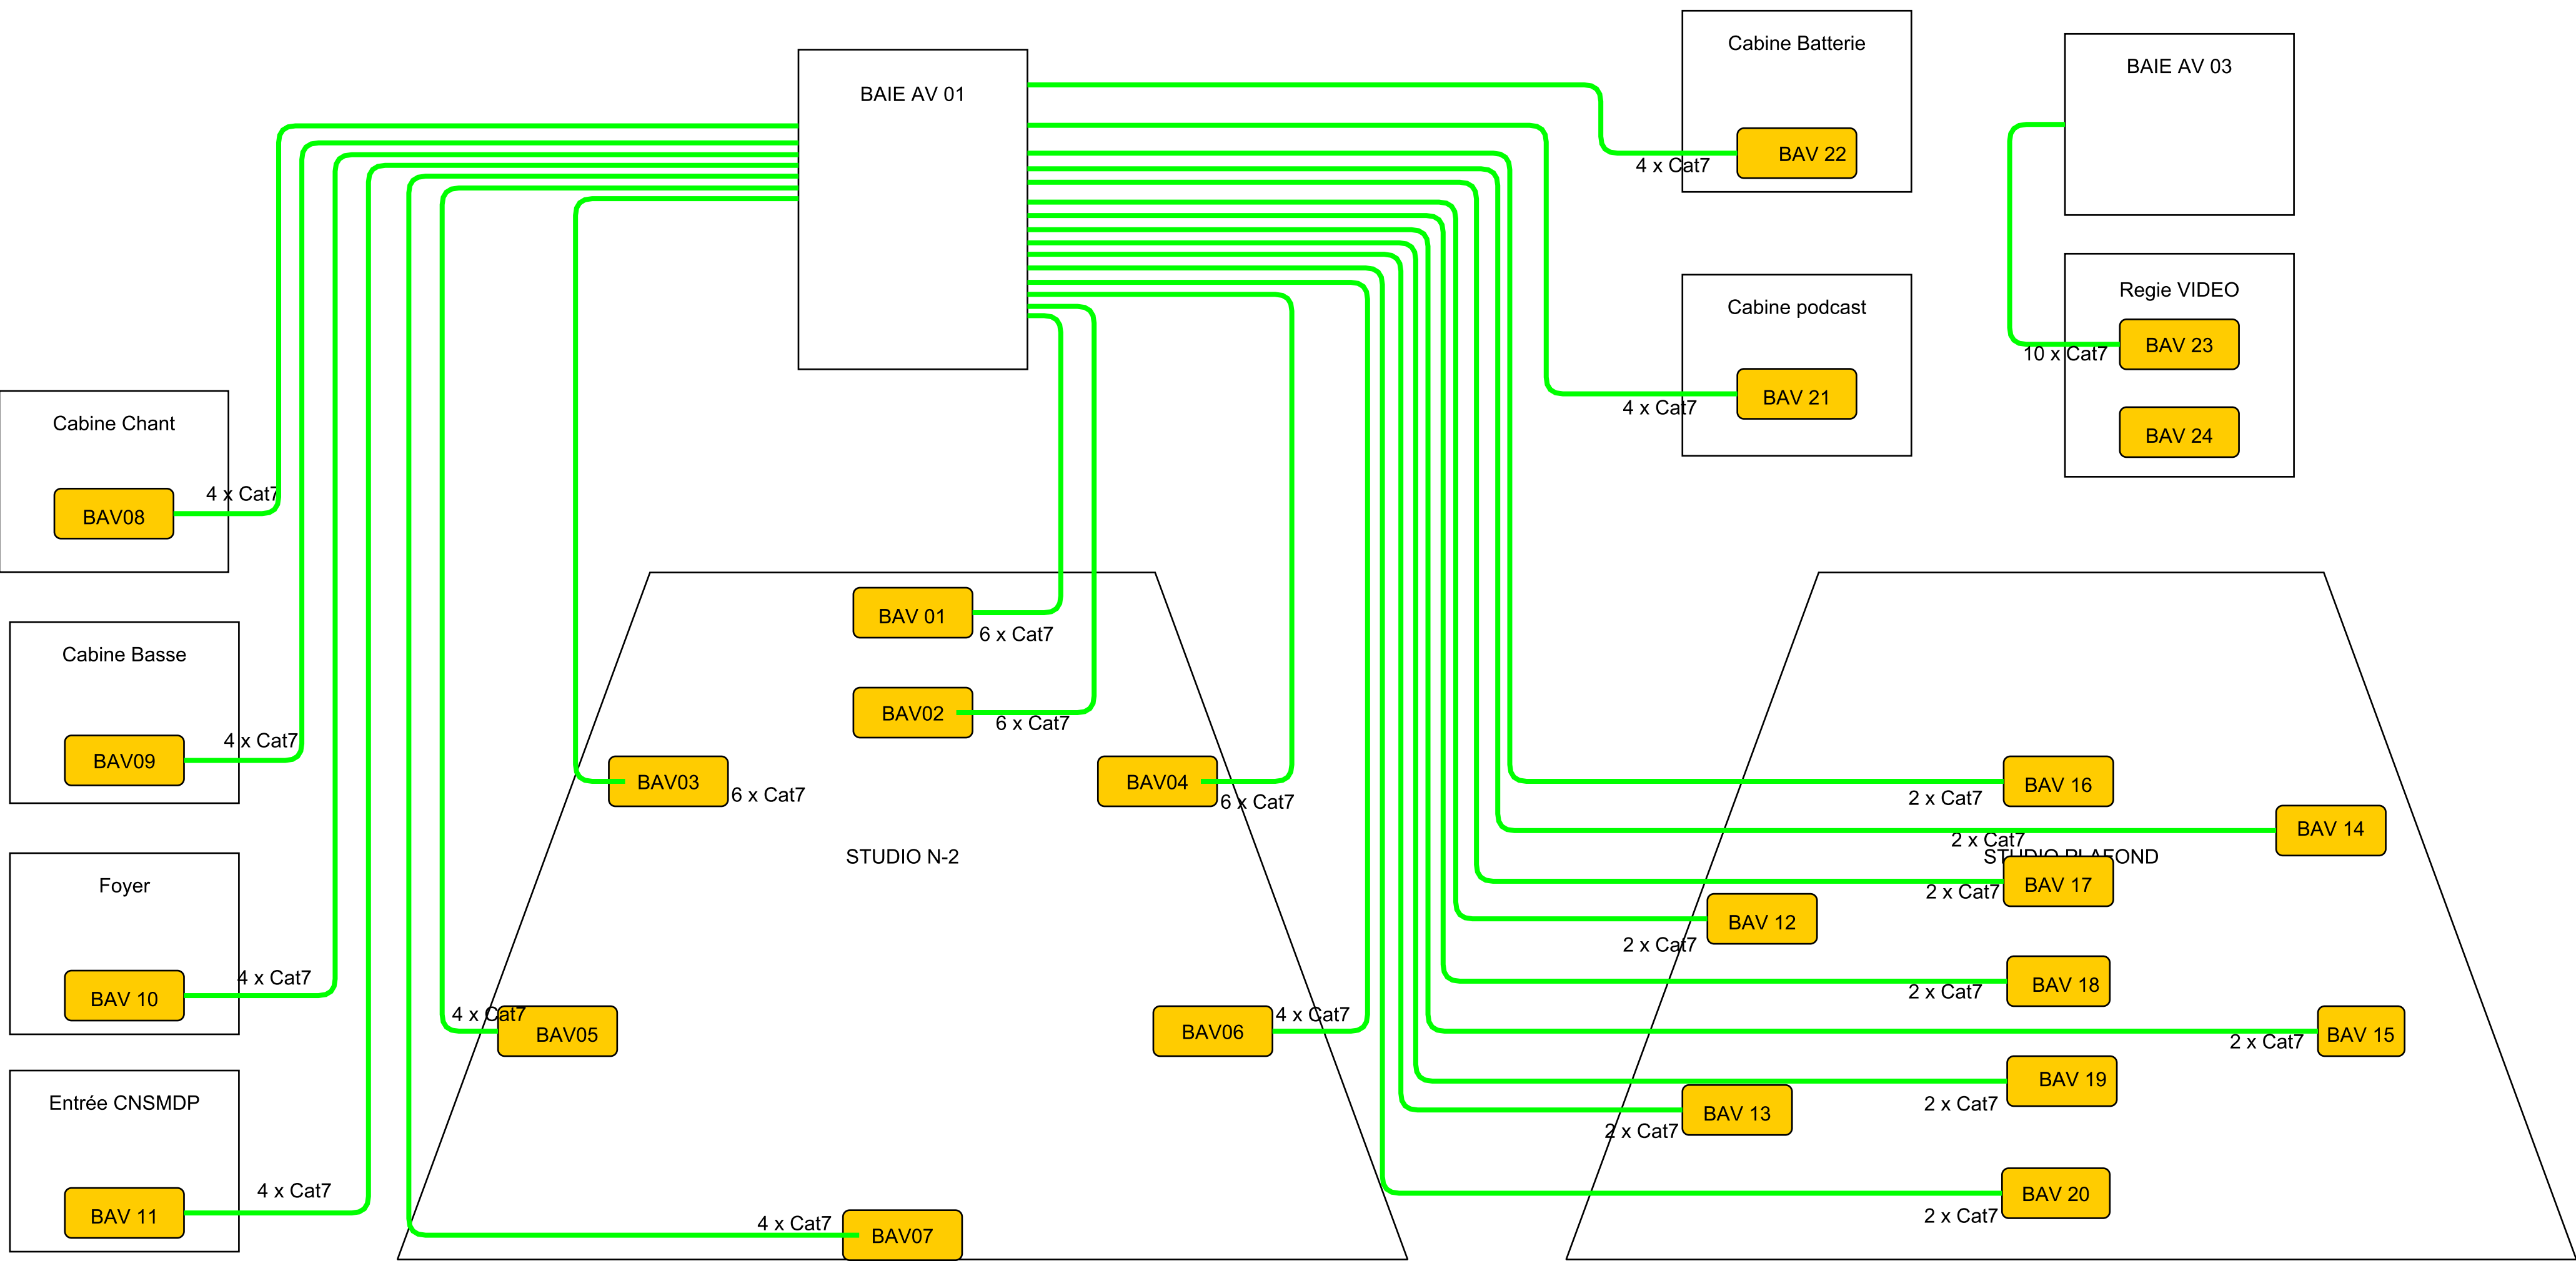 Cabine Batterie
BAV 22
4 x Cat7
BAIE AV 03
BAIE AV 01
Regie VIDEO
BAV 23
10 x Cat7
BAV 24
Cabine podcast
BAV 21
4 x Cat7
Cabine Chant
4 x Cat7
BAV08
Cabine Basse
4 x Cat7
BAV09
Foyer
4 x Cat7
BAV 10
Entrée CNSMDP
4 x Cat7
BAV 11
BAV 01
6 x Cat7
BAV02
6 x Cat7
BAV03
6 x Cat7
BAV04
6 x Cat7
STUDIO N-2
4 x Cat7
BAV05
BAV06
4 x Cat7
4 x Cat7
BAV07
BAV 16
2 x Cat7
BAV 14
2 x Cat7
STUDIO PLAFOND
BAV 17
2 x Cat7
BAV 12
2 x Cat7
BAV 18
2 x Cat7
BAV 15
2 x Cat7
BAV 19
2 x Cat7
BAV 13
2 x Cat7
BAV 20
2 x Cat7